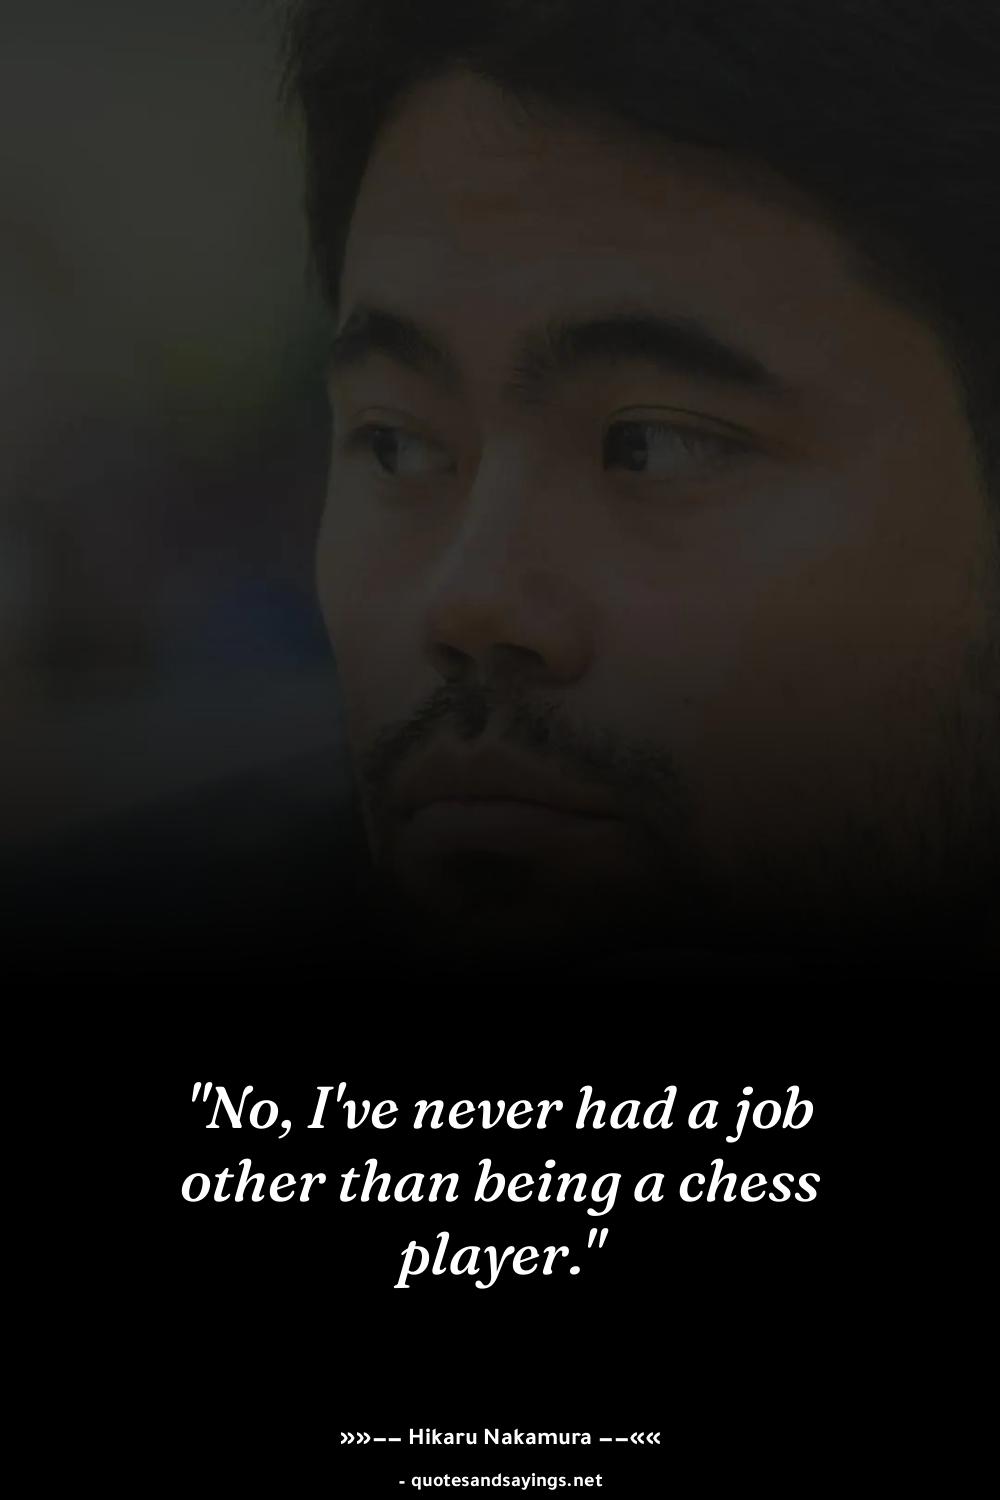 "No, I've never had a job
other than being a chess
player."
»»–– Hikaru Nakamura ––««
- quotesandsayings.net